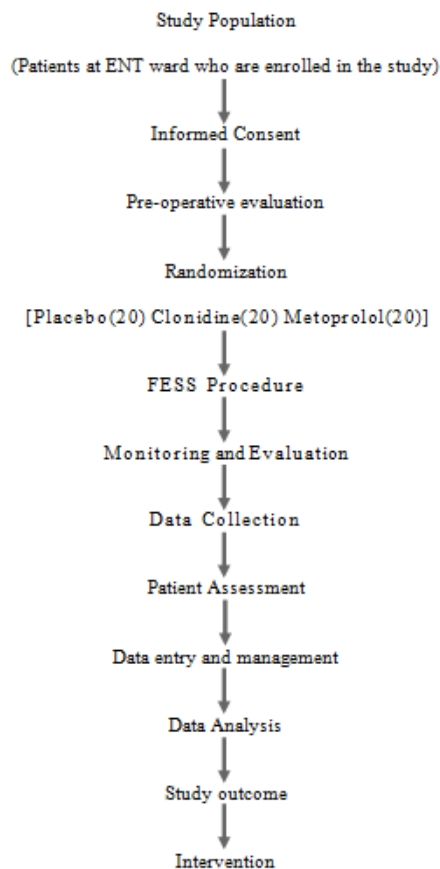 Study Population
(Patients at ENT ward who are enrolled in the study)
Informed Consent
Pre-operative evaluation
Randomization
[Placebo(20) Clonidine(20) Metoprolol(20)]
FESS Procedure
Monitoring and Evaluation
Data Collection
Patient Assessment
Data entry and management
Data Analysis
Study outcome
Intervention